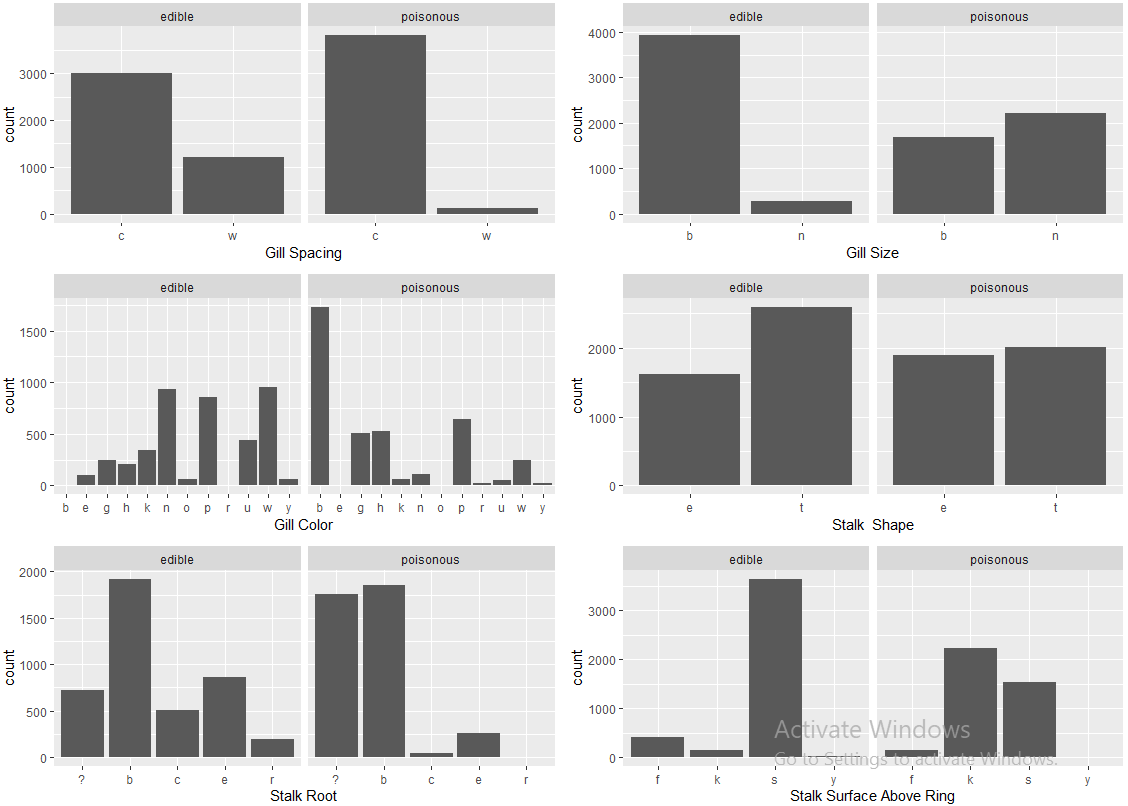 edible poisonous
count
3000
2000
1000
0
c w c w
Gill Spacing
edible poisonous
count
4000
3000
2000
1000
0
b n b n
Gill Size
edible poisonous
count
1500
1000
500
0
b e g h k n o p r u w y b e g h k n o p r u w y
Gill Color
edible poisonous
count
2000
1000
0
e t e t
Stalk Shape
edible poisonous
count
2000
1500
1000
500
0
? b c e r ? b c e r
Stalk Root
edible poisonous
count
3000
2000
1000
0
f k s y f k s y
Stalk Surface Above Ring
Activate Windows
Go to Settings to activate Windows.